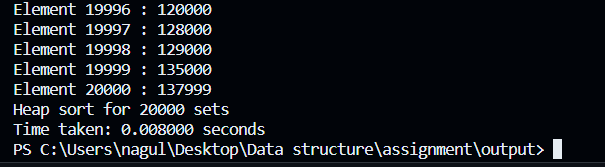 Element 19996 : 120000
Element 19997 : 128000
Element 19998 : 129000
Element 19999 : 135000
Element 20000 : 137999
Heap sort for 20000 sets
Time taken: 0.008000 seconds
PS C:\Users\nagul\Desktop\Data structure\assignment\output>